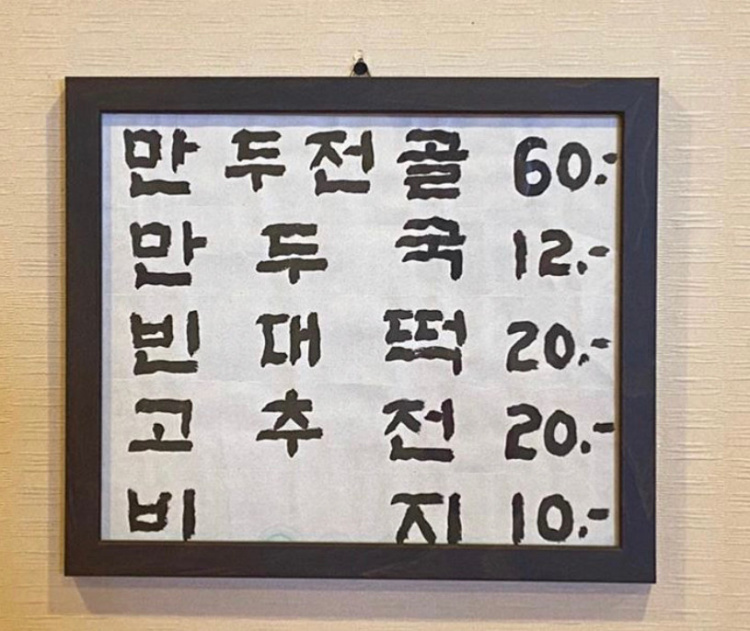 만두전골 60.-
만두국 12.-
빈대떡 20.-
고추전 20.-
비지 10.-